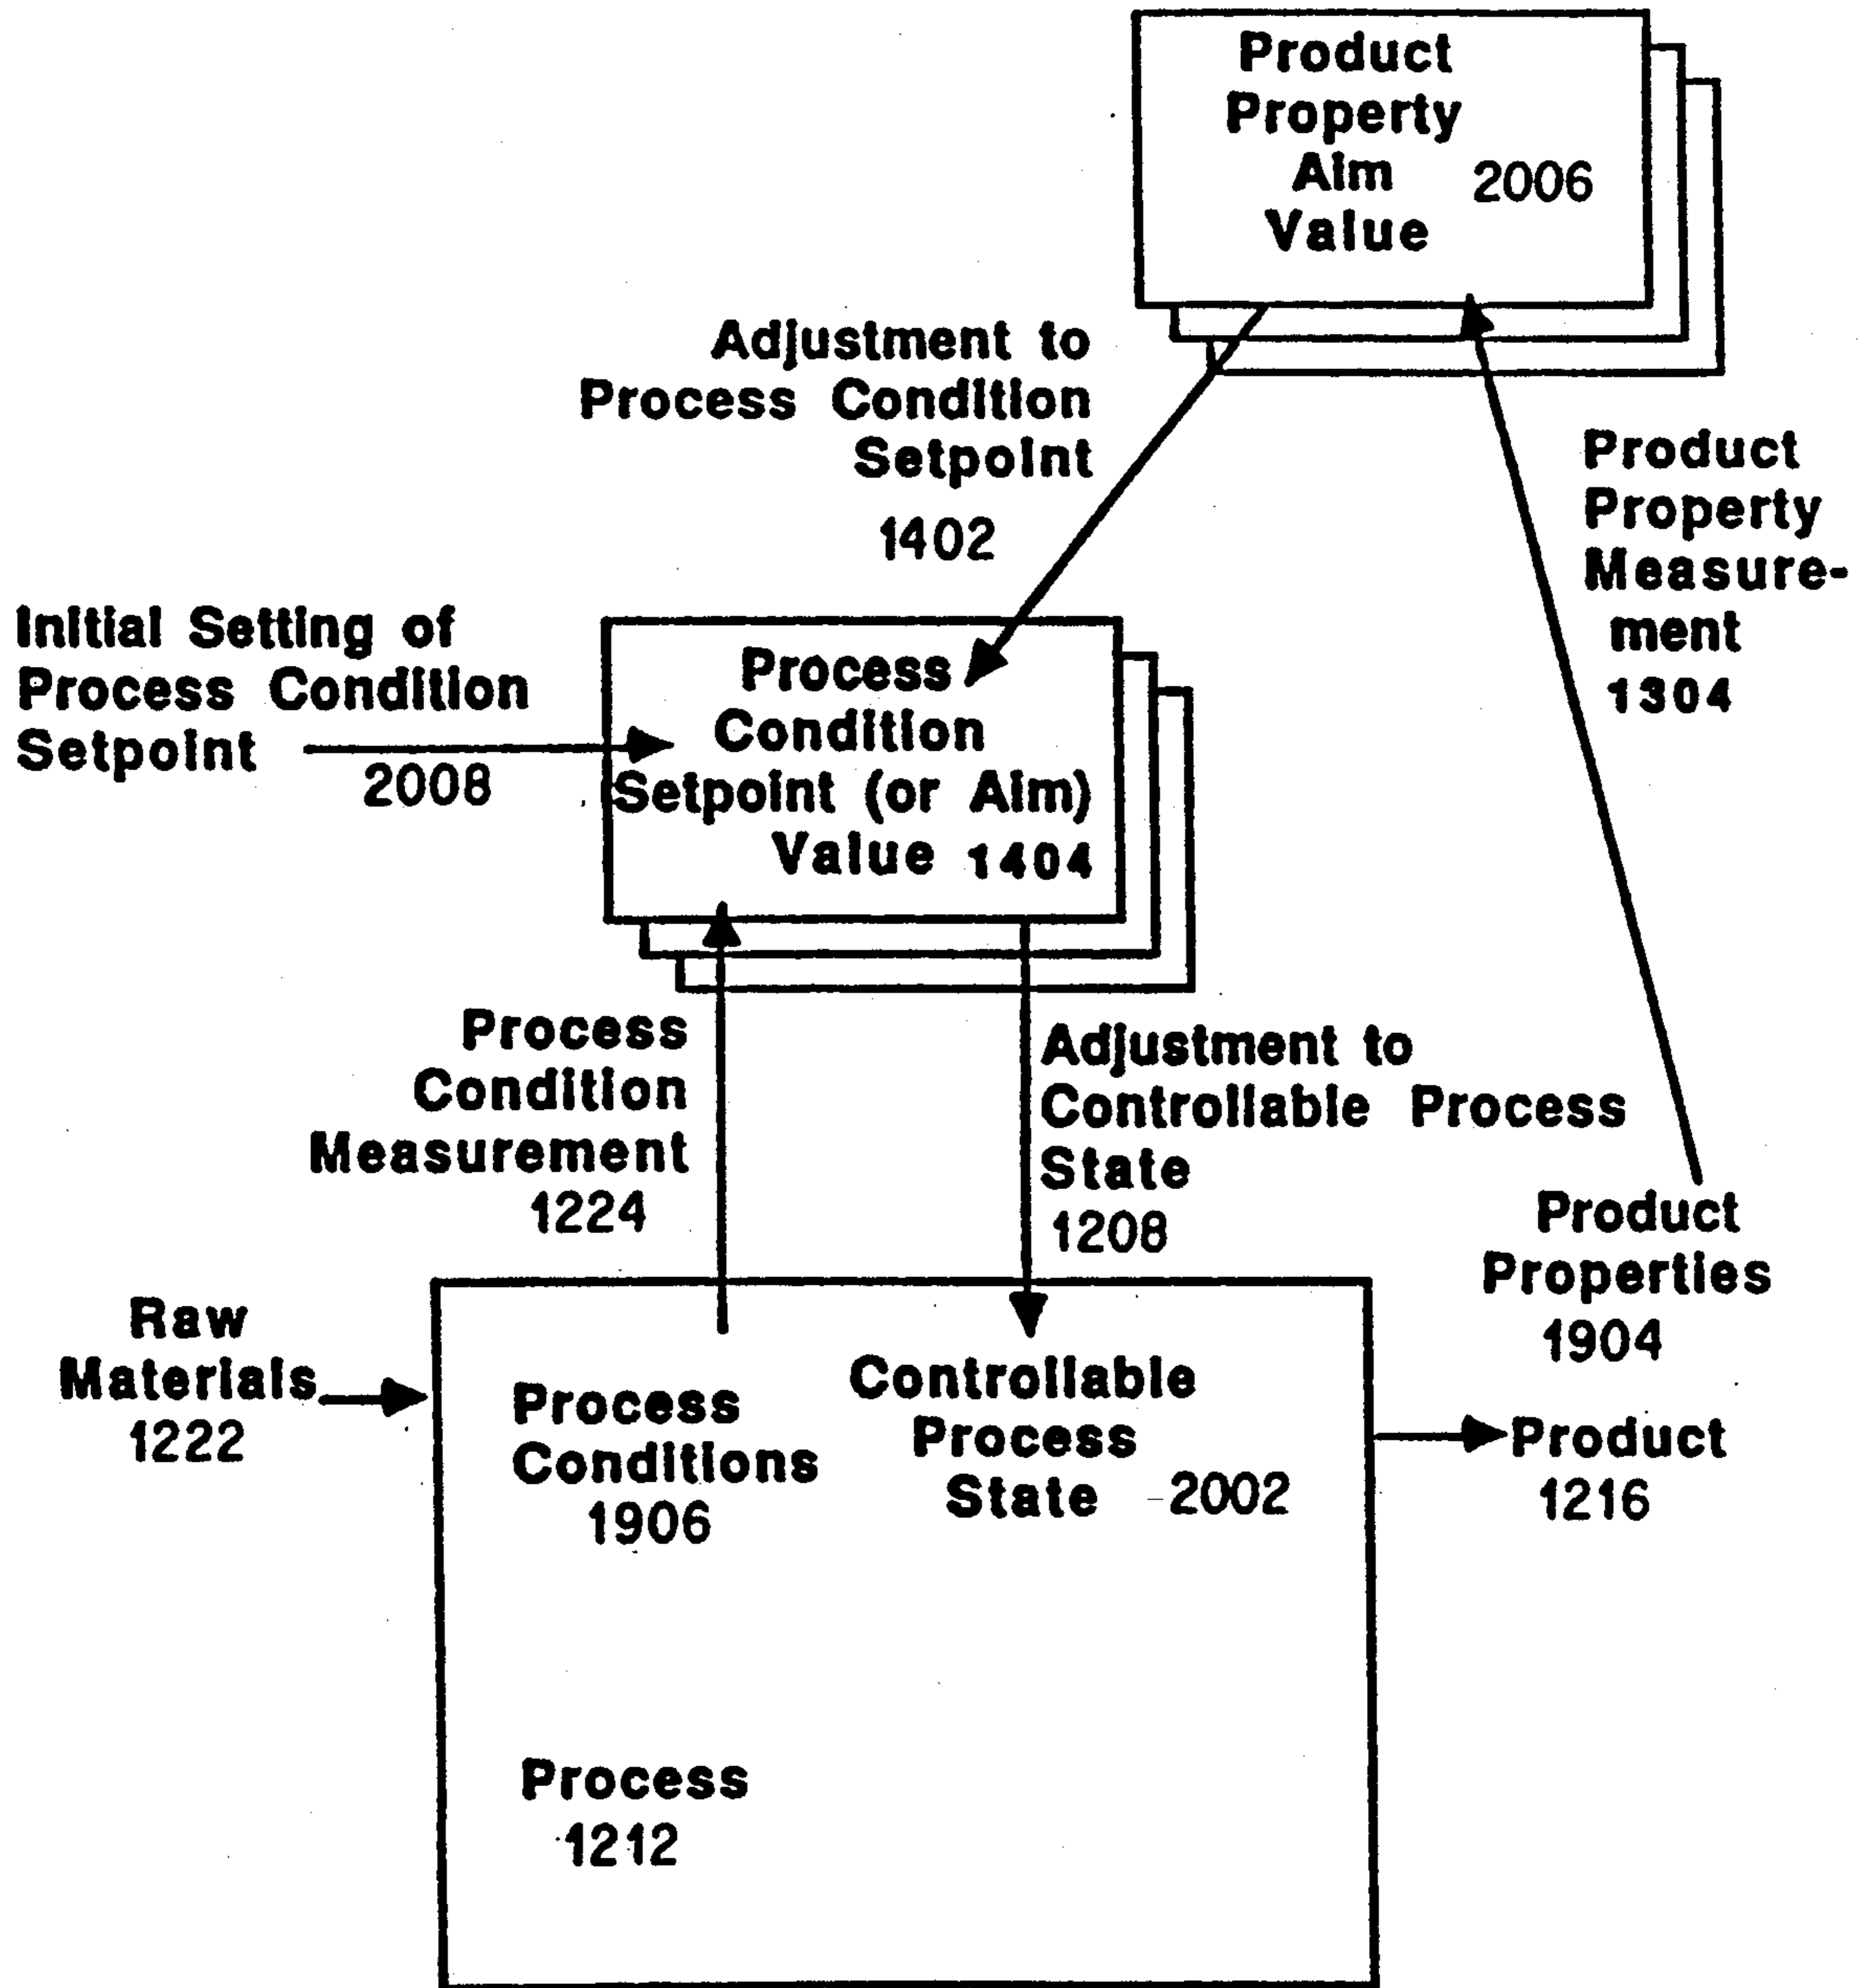 Product
Property
Aim 2006
Value
Adjustment to
Process Condition
Setpoint
1402
Product
Property
Measure-
ment
1304
Initial Setting of
Process Condition
Setpoint
2008
Process
Condition
Setpoint (or Aim)
Value 1404
Process
Condition
Measurement
1224
Adjustment to
Controllable Process
State
1208
Product
Properties
1904
Raw
Materials
1222
Process
Conditions
1906
Controllable
Process
State 2002
Product
1216
Process
1212